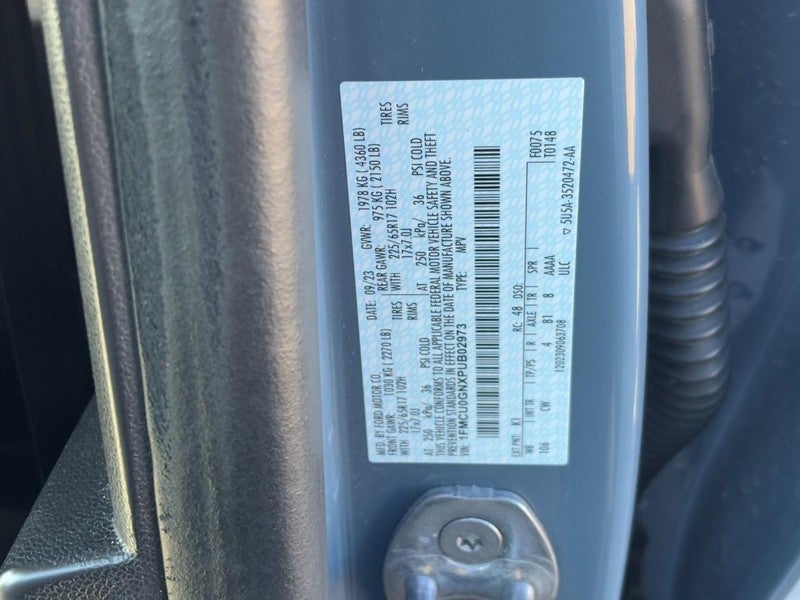 MFD. BY FORD MOTOR CO. DATE: 09/23 GVWR: 1978 KG ( 4360 LB)
FRONT GAWR: 1030 KG ( 2270 LB) REAR GAWR: 975 KG ( 2150 LB)
WITH 225/65R17 102H TIRES WITH 225/65R17 102H TIRES
17x7.0J RIMS 17x7.0J RIMS
AT 250 kPa/ 36 PSI COLD AT 250 kPa/ 36 PSI COLD
THIS VEHICLE CONFORMS TO ALL APPLICABLE FEDERAL MOTOR VEHICLE SAFETY AND THEFT
PREVENTION STANDARDS IN EFFECT ON THE DATE OF MANUFACTURE SHOWN ABOVE.
VIN: 1FMCU0GNXPUB02973 TYPE: MPV
EXT PNT: K1 RC: 48 DSO: F0075
WB INT TR TP/PS R AXLE TR SPR T0148
106 CW 4 81 8 AAAA
1202309063708 ULC 5U5A-3520472-AA